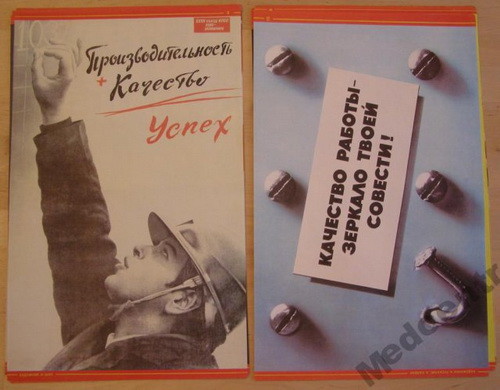 Производительность
+ Качество
Успех
КАЧЕСТВО РАБОТЫ-
ЗЕРКАЛО ТВОЕЙ
СОВЕСТИ!